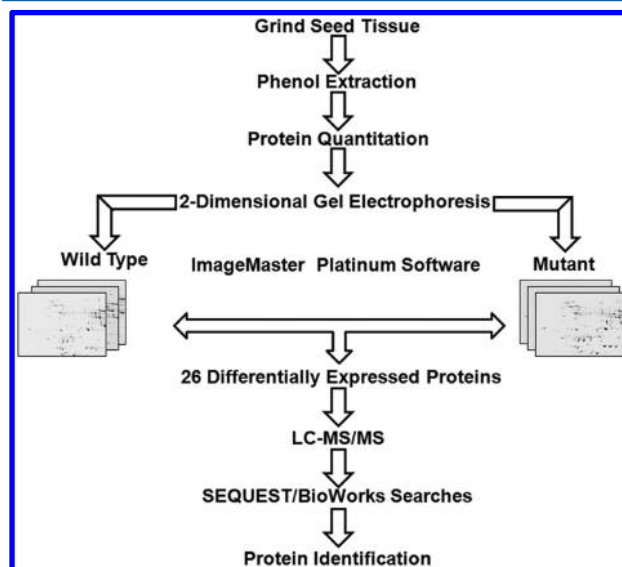 Grind Seed Tissue
Phenol Extraction
Protein Quantitation
2-Dimensional Gel Electrophoresis
Wild Type
ImageMaster Platinum Software
Mutant
26 Differentially Expressed Proteins
LC-MS/MS
SEQUEST/BioWorks Searches
Protein Identification